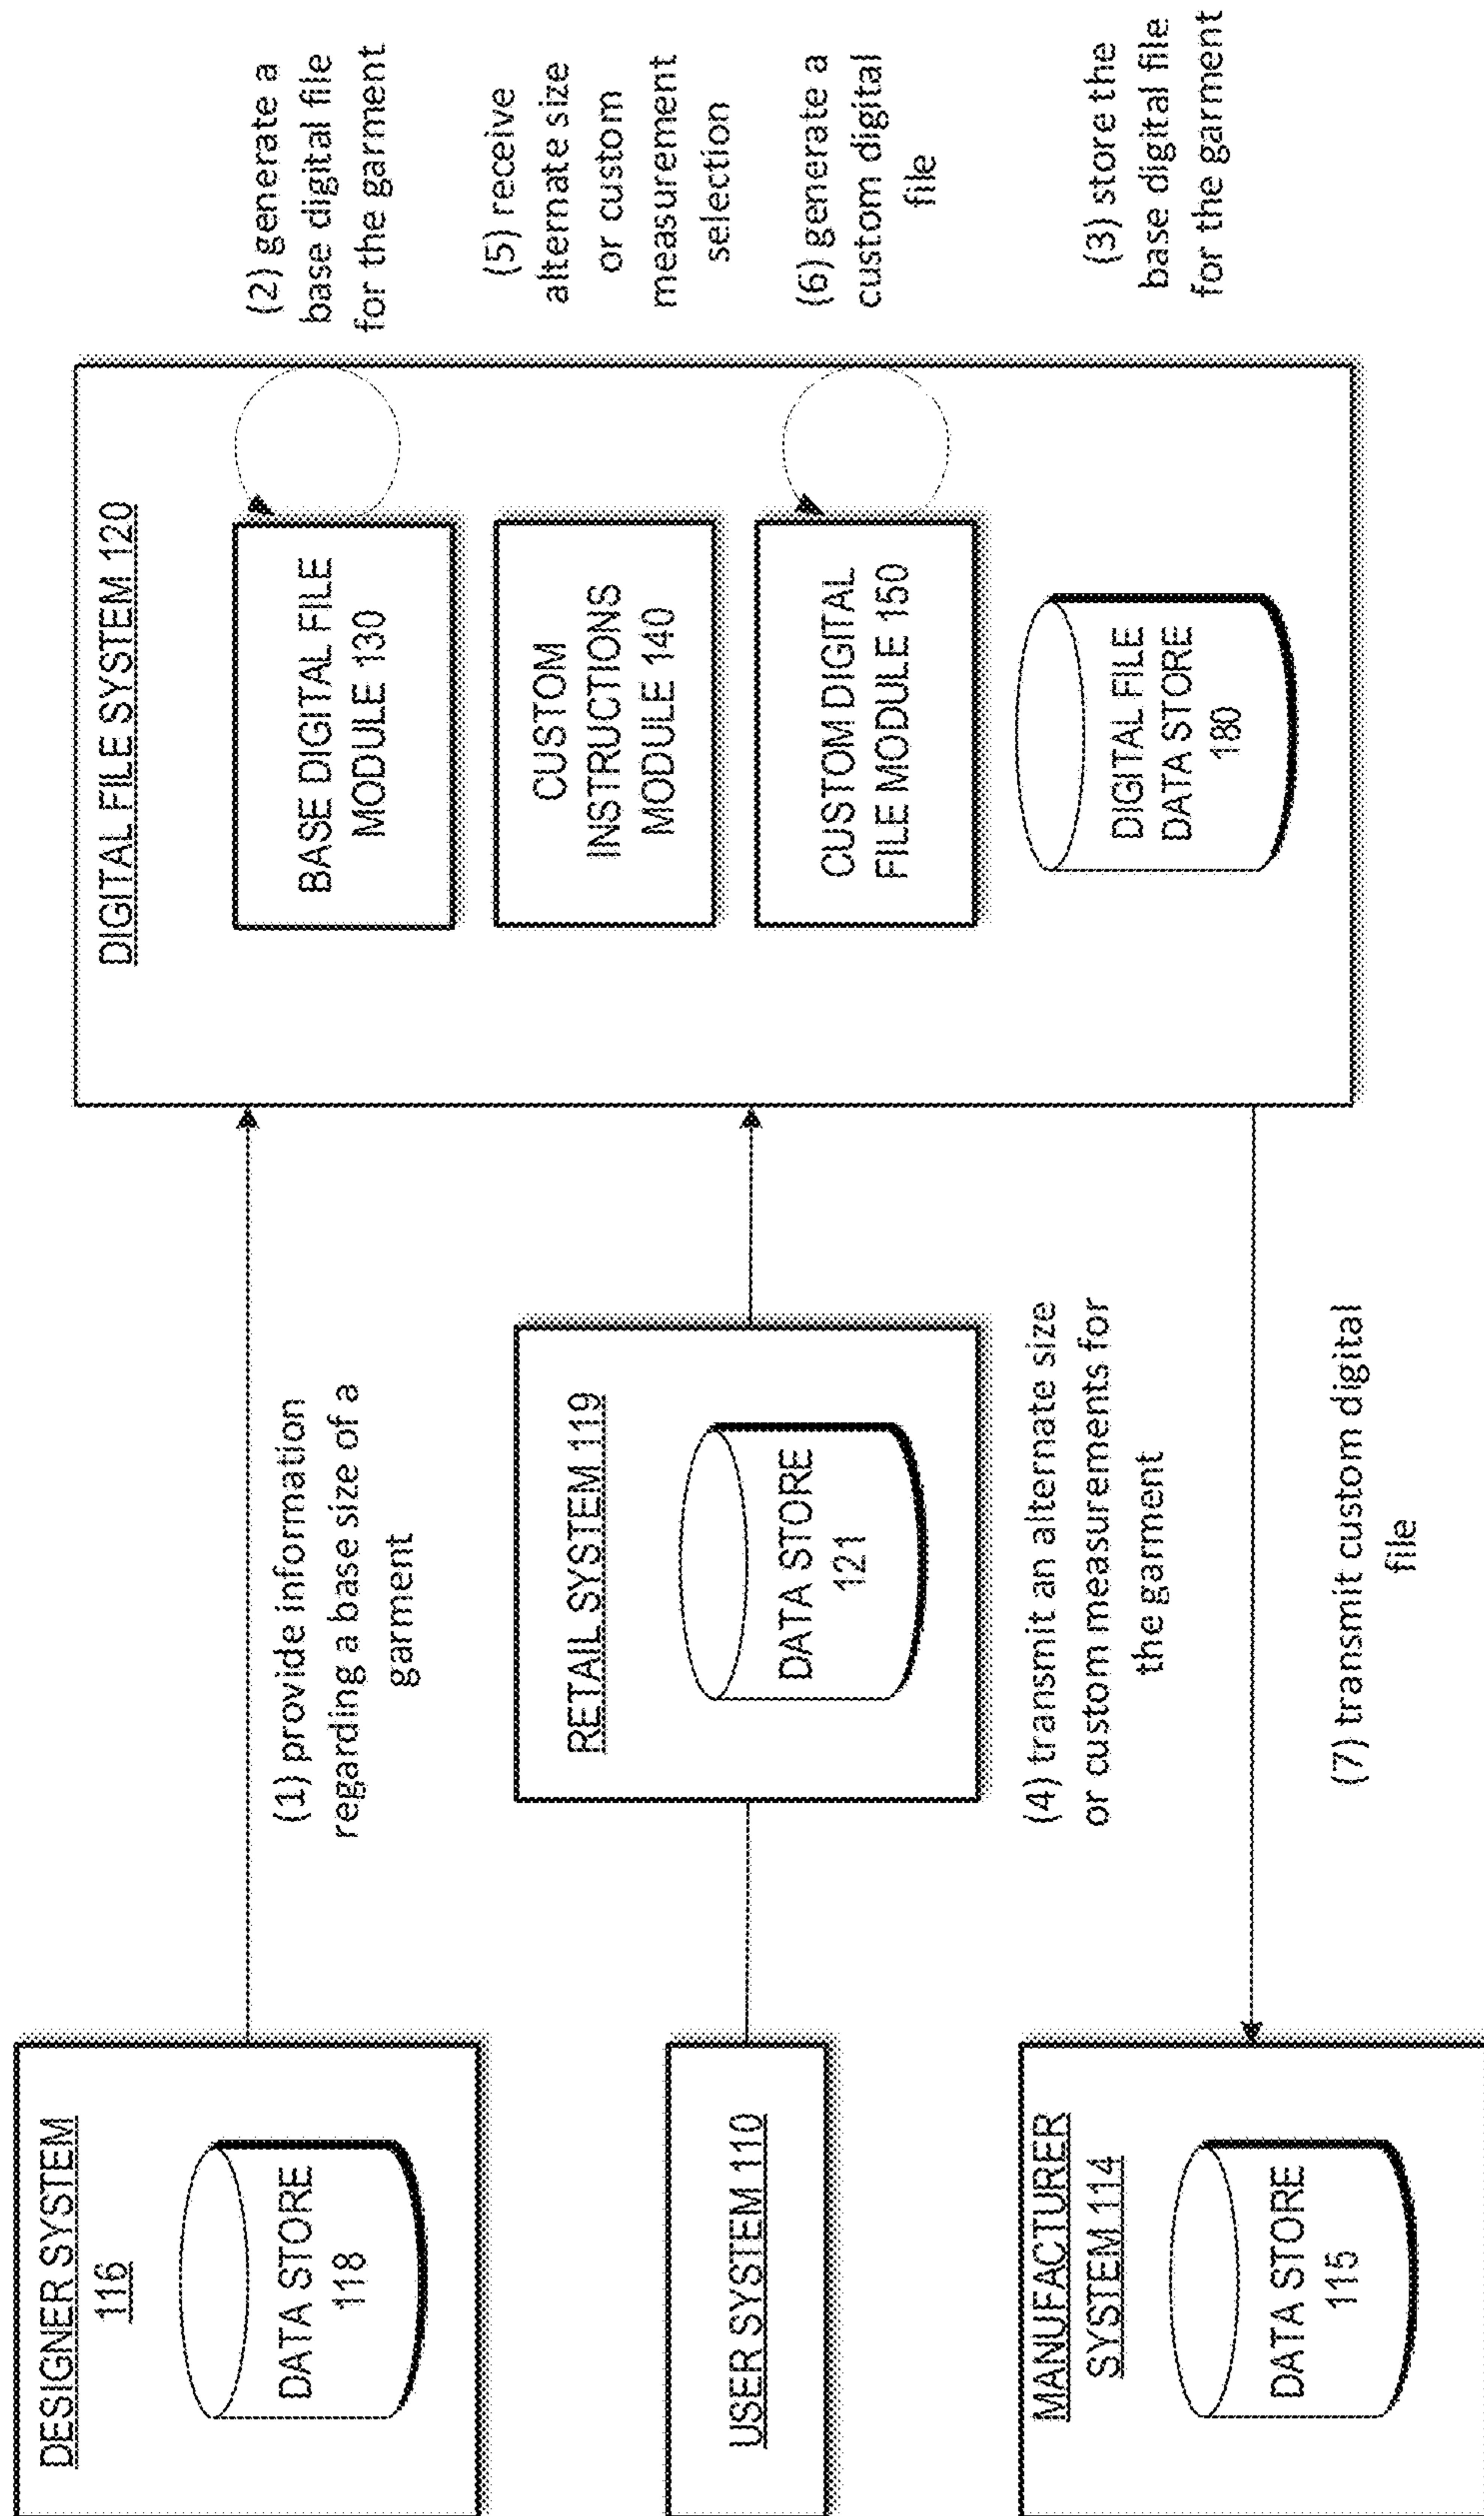 DESIGNER SYSTEM
116
DATA STORE
118
(1) provide information
regarding a base size of a
garment
USER SYSTEM 110
RETAIL SYSTEM 119
DATA STORE
121
(4) transmit an alternate size
or custom measurements for
the garment
MANUFACTURER
SYSTEM 114
DATA STORE
115
(7) transmit custom digital
file
DIGITAL FILE SYSTEM 120
BASE DIGITAL FILE
MODULE 130
CUSTOM
INSTRUCTIONS
MODULE 140
CUSTOM DIGITAL
FILE MODULE 150
DIGITAL FILE
DATA STORE
180
(2) generate a
base digital file
for the garment
(5) receive
alternate size
or custom
measurement
selection
(6) generate a
custom digital
file
(3) store the
base digital file
for the garment